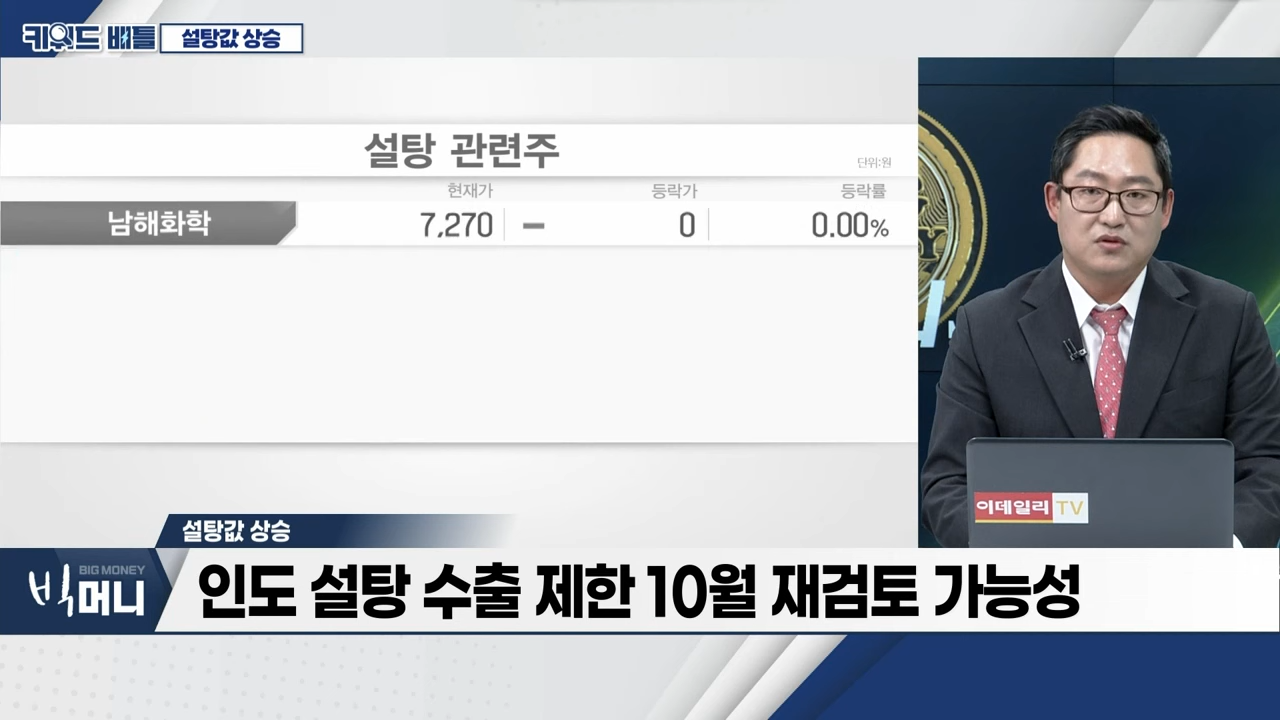 키워드 배틀 설탕값 상승
설탕 관련주
단위:원
현재가 등락가 등락률
남해화학 7,270 – 0 0.00%
이데일리TV
설탕값 상승
BIG MONEY
빅머니
인도 설탕 수출 제한 10월 재검토 가능성